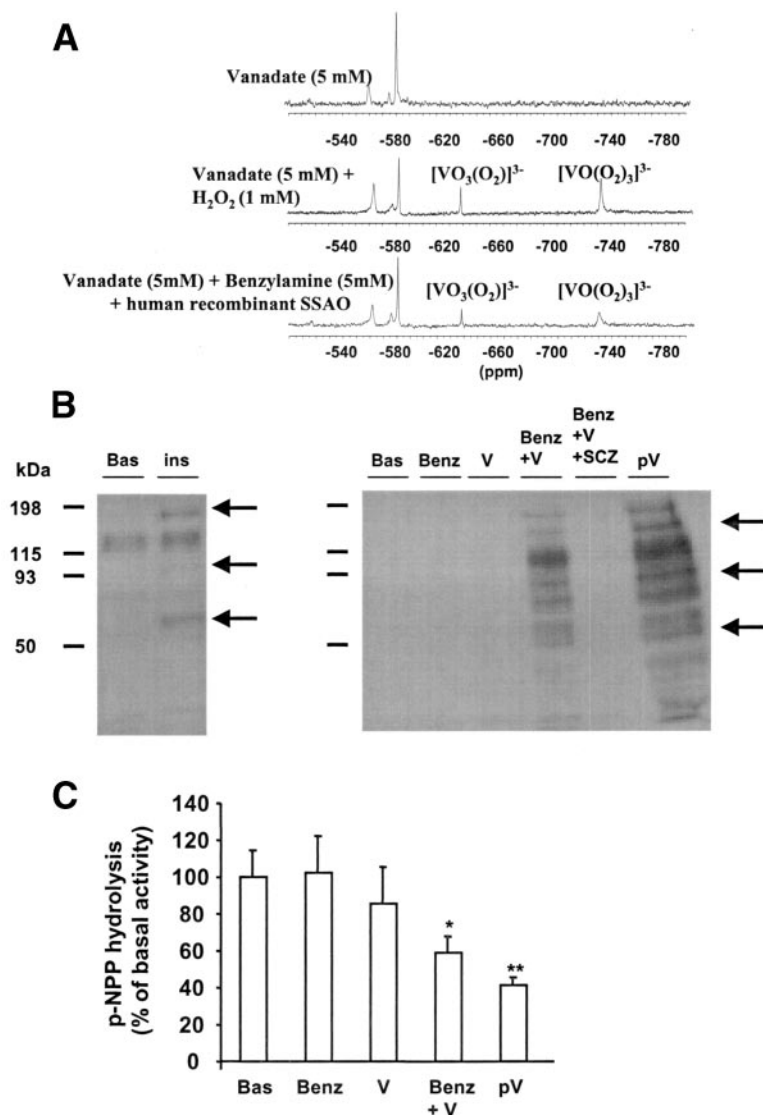 A
Vanadate (5 mM)
-540 -580 -620 -660 -700 -740 -780
Vanadate (5 mM) +
H₂O₂ (1 mM)
[VO₃(O₂)]³⁻ [VO(O₂)₃]³⁻
-540 -580 -620 -660 -700 -740 -780
Vanadate (5mM) + Benzylamine (5mM)
+ human recombinant SSAO
[VO₃(O₂)]³⁻ [VO(O₂)₃]³⁻
-540 -580 -620 -660 -700 -740 -780
(ppm)
B
kDa
Bas ins
198
115
93
50
Bas Benz V Benz +V Benz +V +SCZ pV
C
p-NPP hydrolysis
(% of basal activity)
140
120
100
80
60
40
20
0
* **
Bas Benz V Benz + V pV